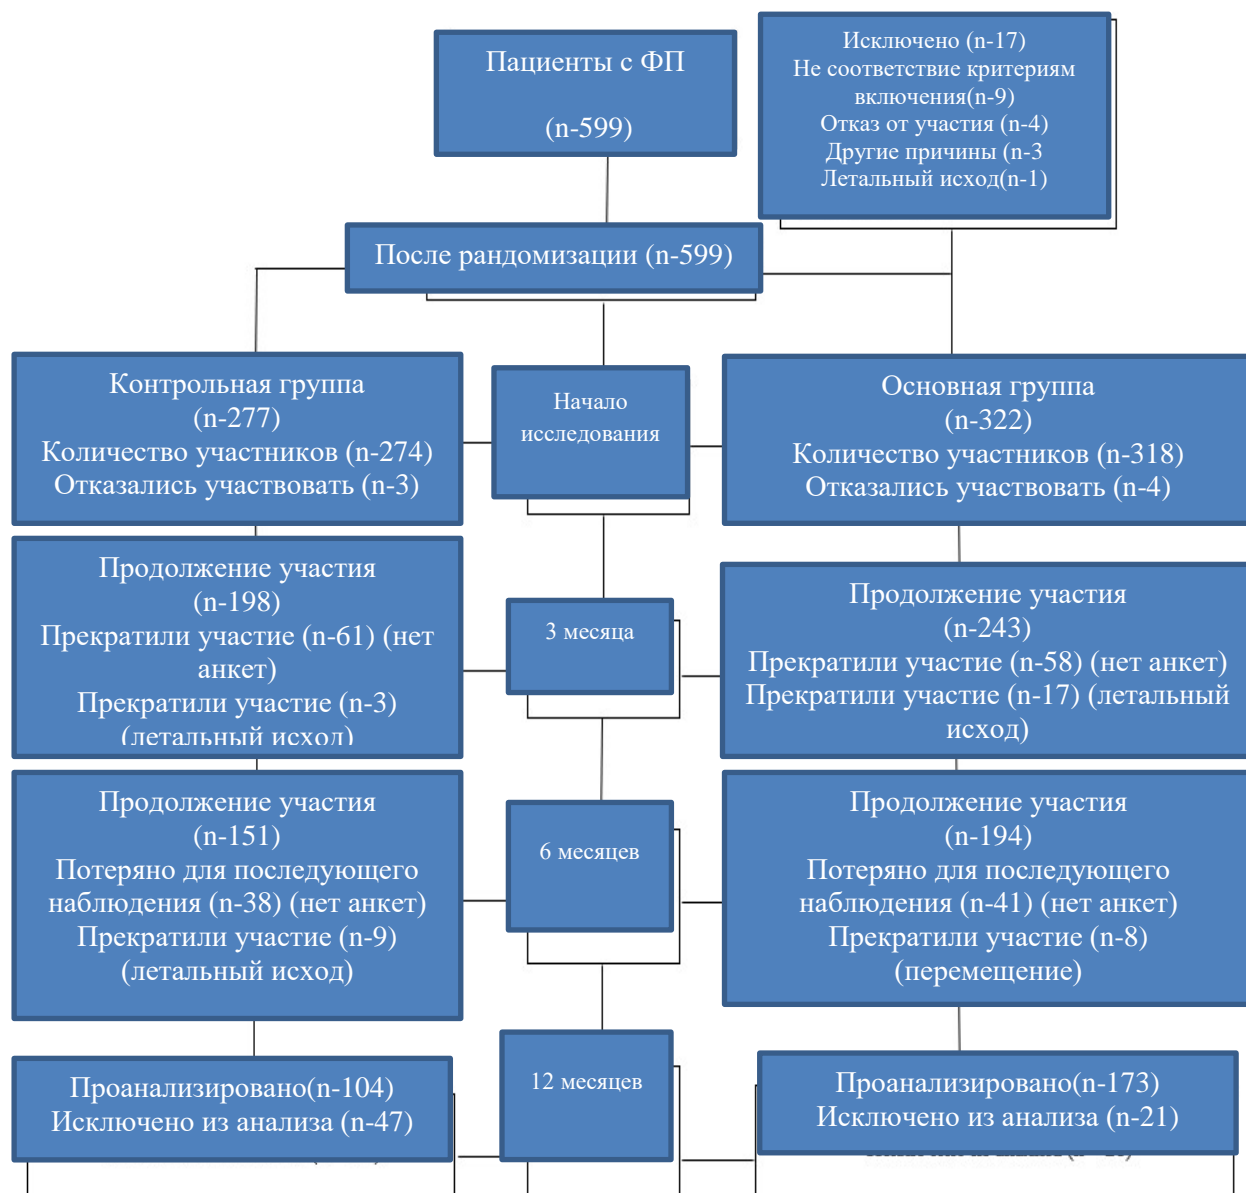 Пациенты с ФП
(n-599)
Исключено (n-17)
Не соответствие критериям
включения(n-9)
Отказ от участия (n-4)
Другие причины (n-3
Летальный исход(n-1)
После рандомизации (n-599)
Контрольная группа
(n-277)
Количество участников (n-274)
Отказались участвовать (n-3)
Начало
исследования
Основная группа
(n-322)
Количество участников (n-318)
Отказались участвовать (n-4)
Продолжение участия
(n-198)
Прекратили участие (n-61) (нет
анкет)
Прекратили участие (n-3)
(летальный исход)
3 месяца
Продолжение участия
(n-243)
Прекратили участие (n-58) (нет анкет)
Прекратили участие (n-17) (летальный
исход)
Продолжение участия
(n-151)
Потеряно для последующего
наблюдения (n-38) (нет анкет)
Прекратили участие (n-9)
(летальный исход)
6 месяцев
Продолжение участия
(n-194)
Потеряно для последующего
наблюдения (n-41) (нет анкет)
Прекратили участие (n-8)
(перемещение)
Проанализировано(n-104)
Исключено из анализа (n-47)
12 месяцев
Проанализировано(n-173)
Исключено из анализа (n-21)